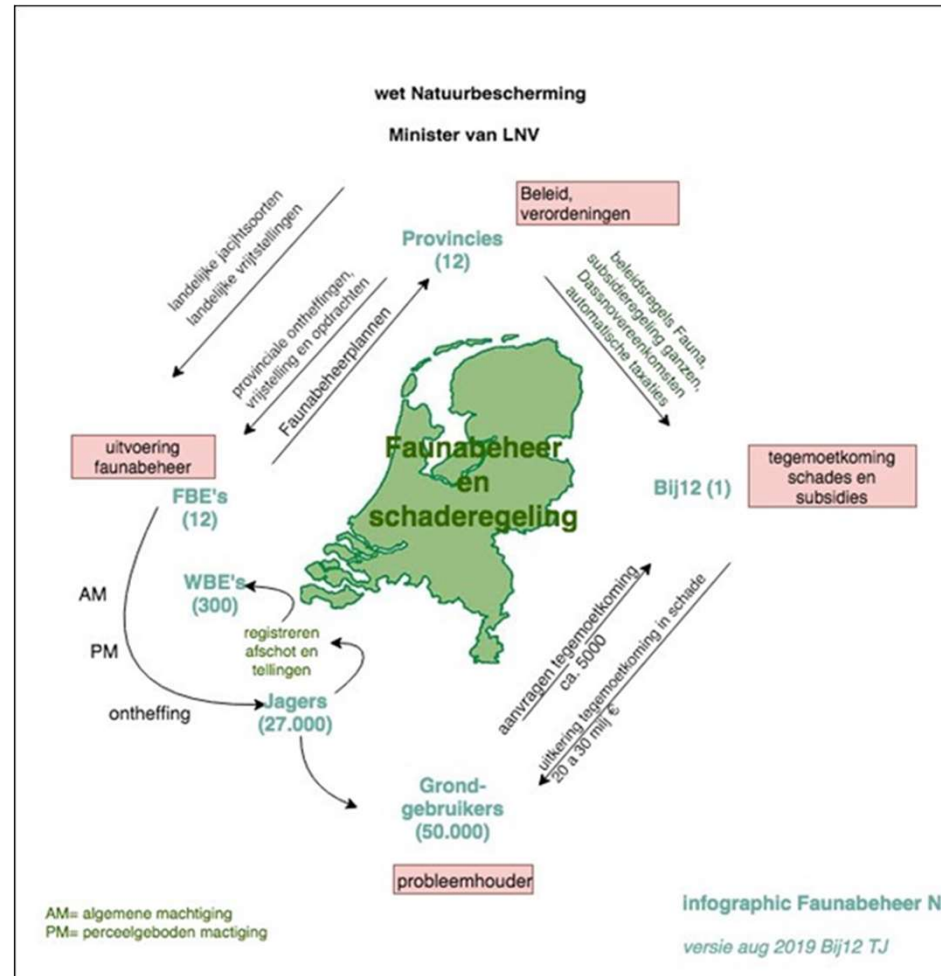 wet Natuurbescherming
Minister van LNV
Beleid,
verordeningen
Provincies
(12)
landelijke jacjhtsoorten
landelijke vrijtstellingen
provinciale ontheffingen,
vrijstelling en opdrachten
Faunabeheerplannen
beleidsregels Fauna,
subsidieregeling ganzen,
Dassnovereenkomsten
automatische taxaties
uitvoering
faunabeheer
FBE's
(12)
Faunabeheer
en
schaderegeling
Bij12 (1)
tegemoetkoming
schades en
subsidies
AM
PM
ontheffing
WBE's
(300)
registreren
afschot en
tellingen
Jagers
(27.000)
aanvragen tegemoetkoming
ca. 5000
uitkering tegemoetkoming in schade
20 a 30 milj €
Grond-
gebruikers
(50.000)
probleemhouder
AM= algemene machtiging
PM= perceelgeboden mactiging
infographic Faunabeheer N
versie aug 2019 Bij12 TJ